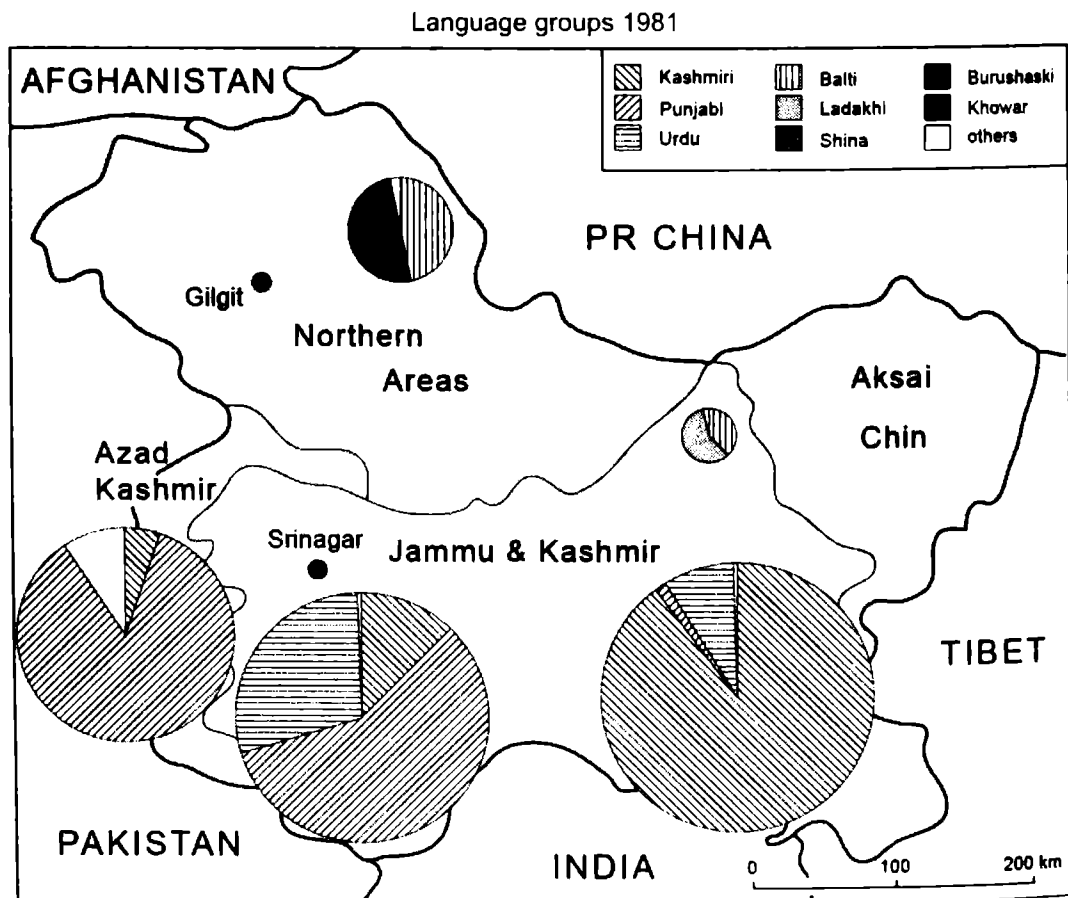 Language groups 1981
AFGHANISTAN
Kashmiri
Punjabi
Urdu
Balti
Ladakhi
Shina
Burushaski
Khowar
others
PR CHINA
Gilgit
Northern
Areas
Aksai
Chin
Azad
Kashmir
Srinagar
Jammu & Kashmir
TIBET
PAKISTAN
INDIA
0 100 200 km